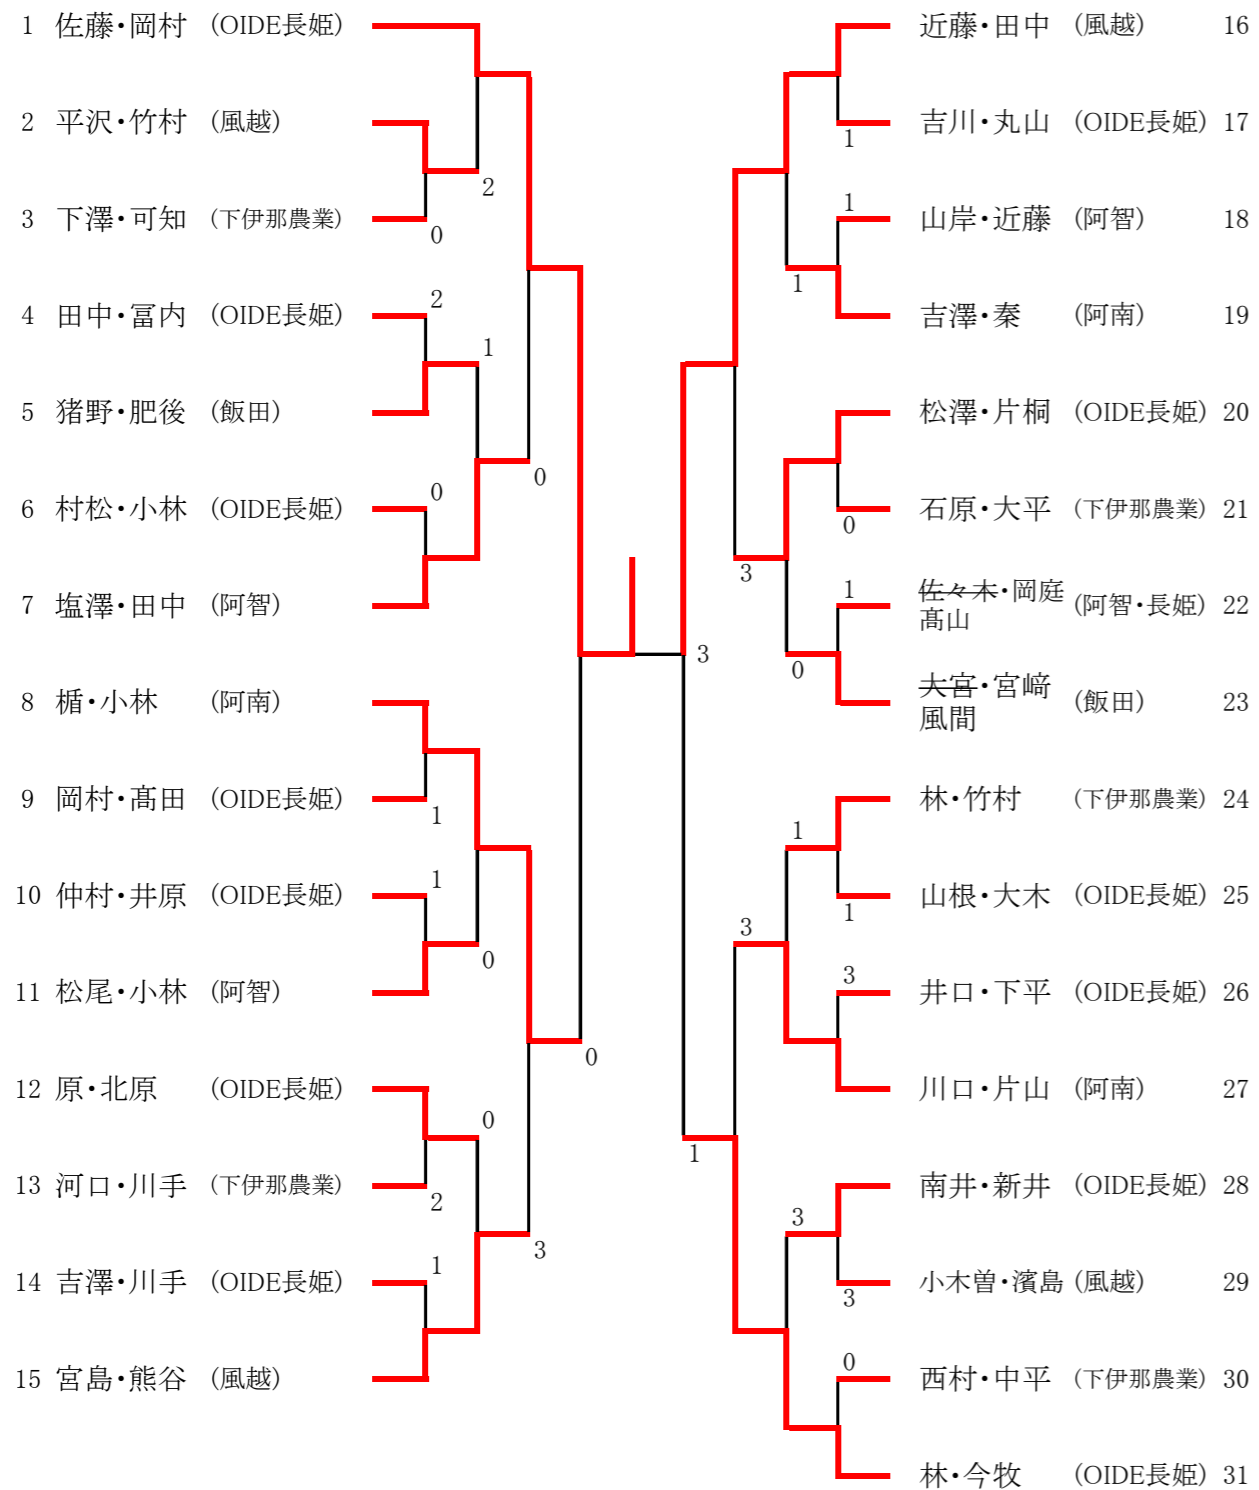 1 佐藤・岡村 (OIDE長姫)
2 平沢・竹村 (風越)
2
3 下澤・可知 (下伊那農業)
0
4 田中・冨内 (OIDE長姫)
2
1
5 猪野・肥後 (飯田)
0
6 村松・小林 (OIDE長姫)
0
7 塩澤・田中 (阿智)
8 楯・小林 (阿南)
9 岡村・髙田 (OIDE長姫)
1
10 仲村・井原 (OIDE長姫)
1
0
11 松尾・小林 (阿智)
0
12 原・北原 (OIDE長姫)
0
13 河口・川手 (下伊那農業)
2
3
14 吉澤・川手 (OIDE長姫)
1
15 宮島・熊谷 (風越)
近藤・田中 (風越) 16
吉川・丸山 (OIDE長姫) 17
1
1
山岸・近藤 (阿智) 18
1
吉澤・秦 (阿南) 19
松澤・片桐 (OIDE長姫) 20
石原・大平 (下伊那農業) 21
0
3
1
佐々木・岡庭 (阿智・長姫) 22
髙山
3
0
大宮・宮﨑 (飯田) 23
風間
林・竹村 (下伊那農業) 24
1
山根・大木 (OIDE長姫) 25
1
3
3
井口・下平 (OIDE長姫) 26
川口・片山 (阿南) 27
1
南井・新井 (OIDE長姫) 28
3
小木曽・濱島 (風越) 29
3
0
西村・中平 (下伊那農業) 30
林・今牧 (OIDE長姫) 31